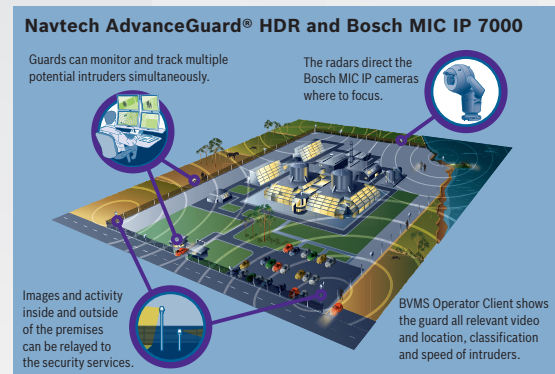 Navtech AdvanceGuard® HDR and Bosch MIC IP 7000
Guards can monitor and track multiple
potential intruders simultaneously.
The radars direct the
Bosch MIC IP cameras
where to focus.
Images and activity
inside and outside
of the premises
can be relayed to
the security services.
BVMS Operator Client shows
the guard all relevant video
and location, classification
and speed of intruders.